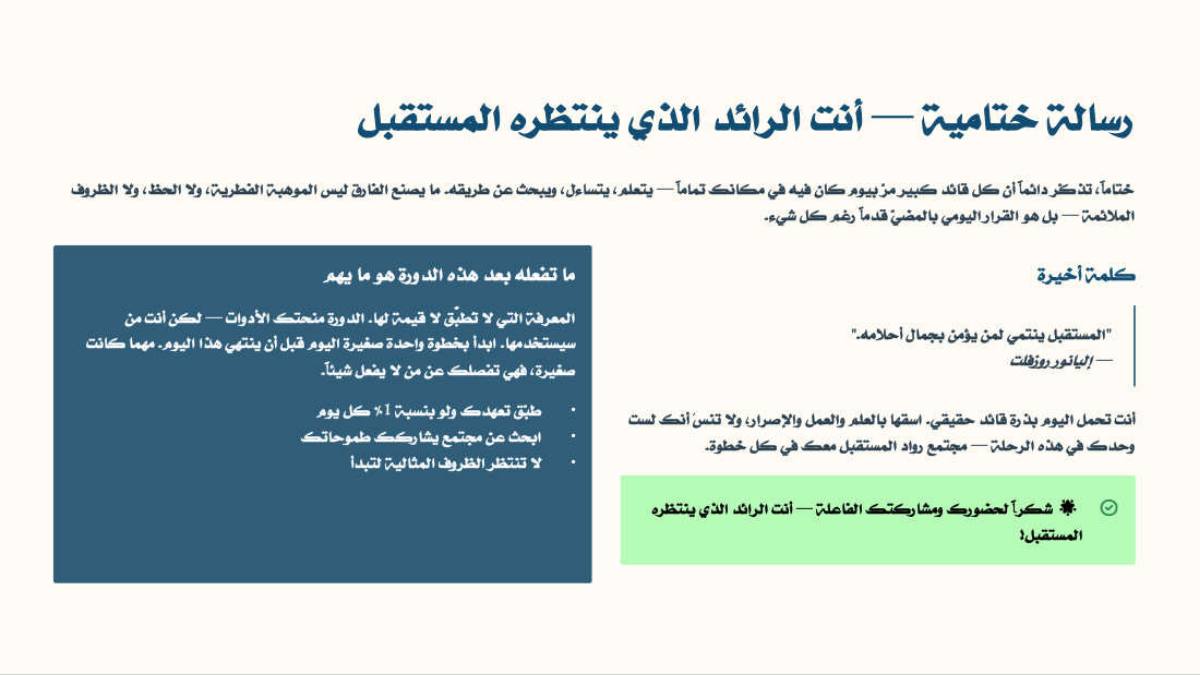 رسالة ختامية — أنت الرائد الذي ينتظره المستقبل
ختاماً، تذكّر دائماً أن كل قائد كبير مرّ بيوم كان فيه في مكانك تماماً — يتعلم، يتساءل، ويبحث عن طريقه. ما يصنع الفارق ليس الموهبة الفطرية، ولا الحظ، ولا الظروف
الملائمة — بل هو القرار اليومي بالمضيّ قدماً رغم كل شيء.
كلمة أخيرة
"المستقبل ينتمي لمن يؤمن بجمال أحلامه."
— إليانور روزفلت
أنت تحمل اليوم بذرة قائد حقيقي. اسقها بالعلم والعمل والإصرار، ولا تنسَ أنك لست
وحدك في هذه الرحلة — مجتمع رواد المستقبل معك في كل خطوة.
🌟 شكراً لحضورك ومشاركتك الفاعلة — أنت الرائد الذي ينتظره
المستقبل!
ما تفعله بعد هذه الدورة هو ما يهم
المعرفة التي لا تطبَّق لا قيمة لها. الدورة منحتك الأدوات — لكن أنت من
سيستخدمها. ابدأ بخطوة واحدة صغيرة اليوم قبل أن ينتهي هذا اليوم. مهما كانت
صغيرة، فهي تفصلك عن من لا يفعل شيئاً.
• طبّق تعهدك ولو بنسبة 1٪ كل يوم
• ابحث عن مجتمع يشاركك طموحاتك
• لا تنتظر الظروف المثالية لتبدأ